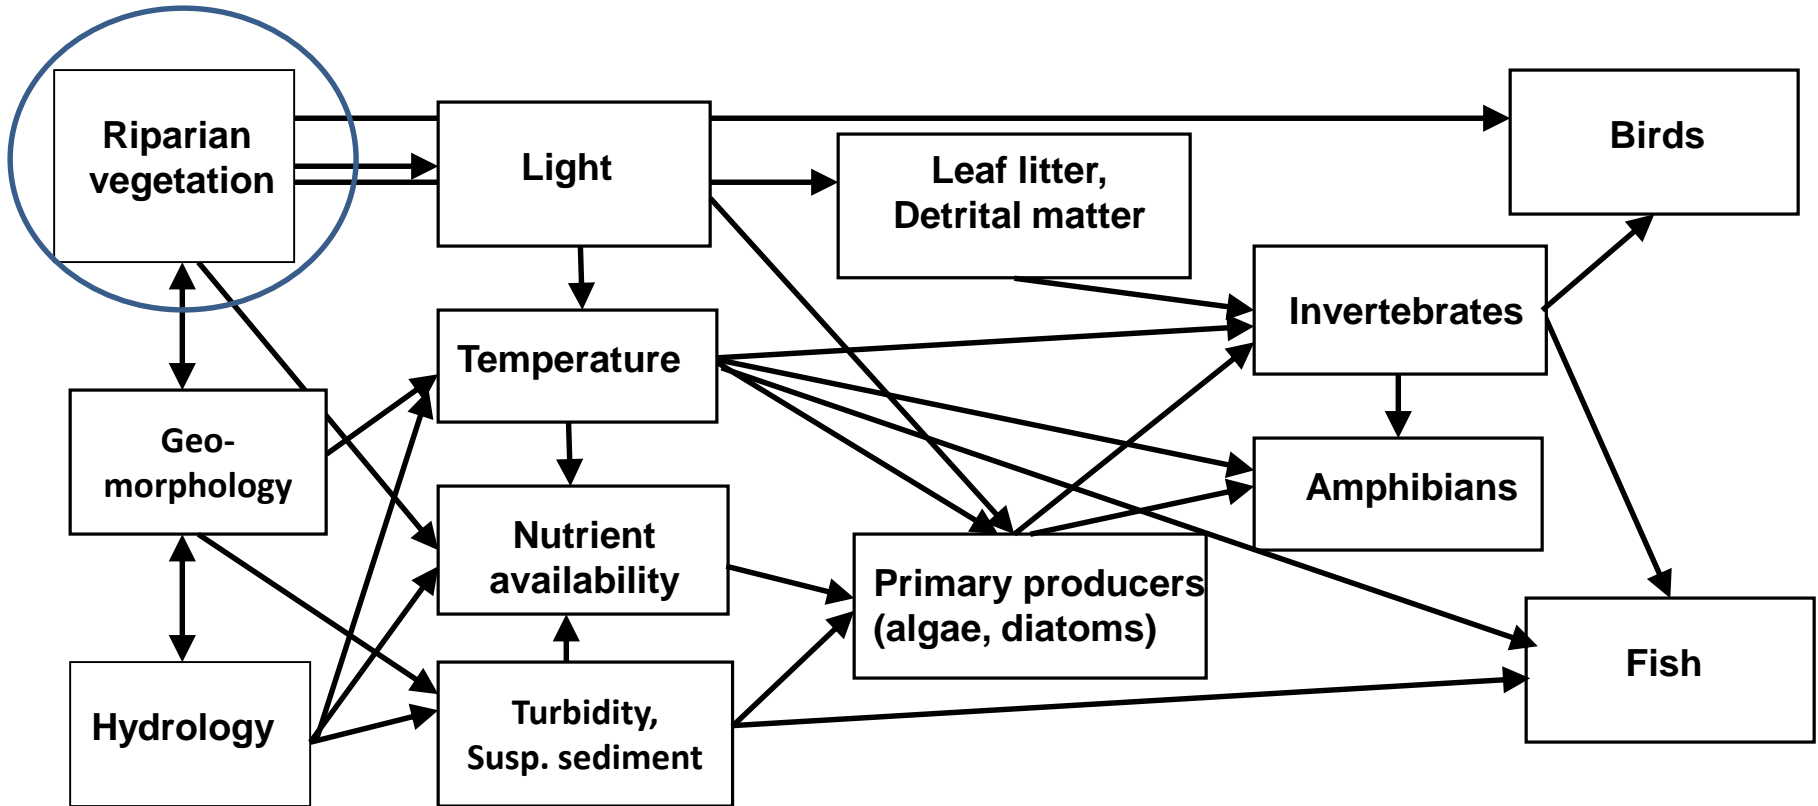 Riparian
vegetation
Light
Leaf litter,
Detrital matter
Birds
Temperature
Invertebrates
Geo-
morphology
Nutrient
availability
Amphibians
Primary producers
(algae, diatoms)
Hydrology
Turbidity,
Susp. sediment
Fish